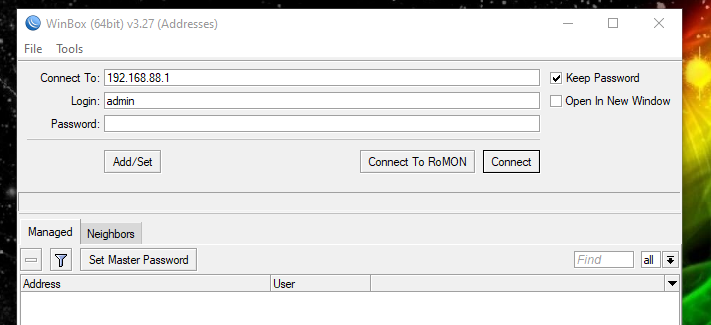 WinBox (64bit) v3.27 (Addresses)
File Tools
Connect To: 192.168.88.1 Keep Password
Login: admin Open In New Window
Password:
Add/Set Connect To RoMON Connect
Managed Neighbors
Set Master Password Find all
Address User